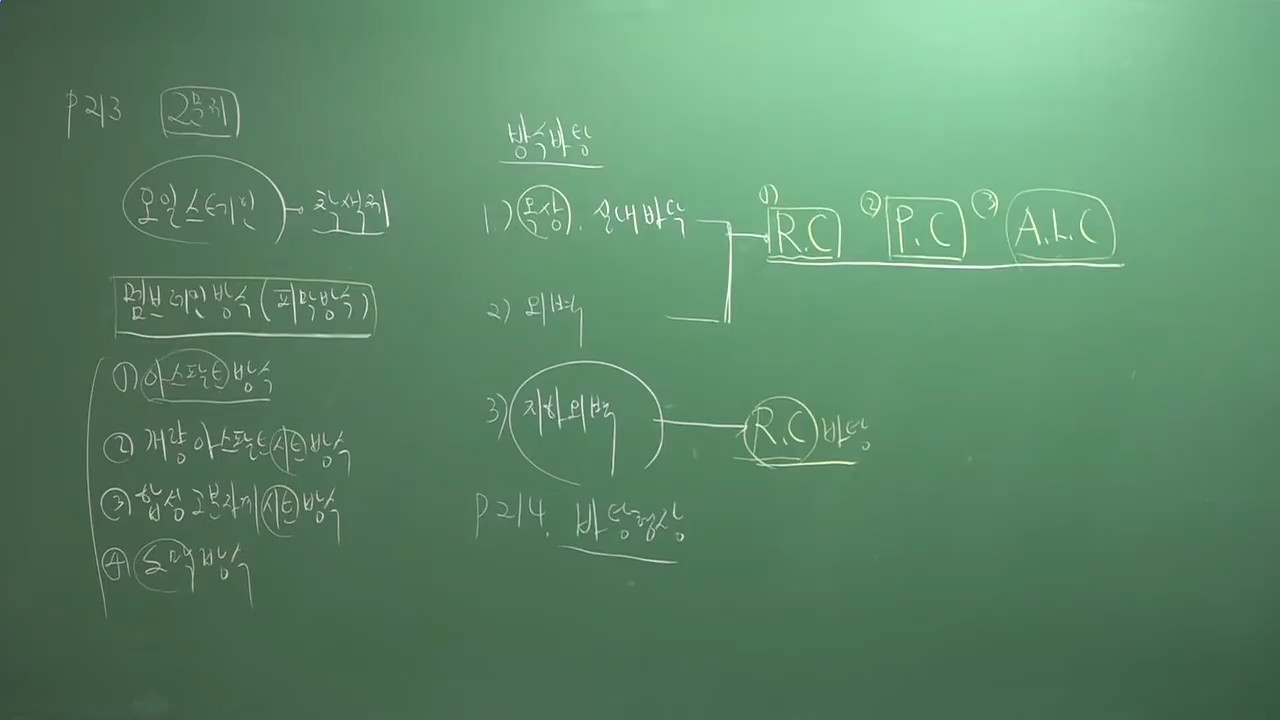 P213 2문제
오일스테인 착색제
멤브레인방수(피막방수)
① 아스팔트방수
② 개량아스팔트시트방수
③ 합성고분자계시트방수
④ 도막방수
방수바탕
1.) 옥상, 실내바닥
① R.C ② P.C ③ A.L.C
2) 외벽
3) 지하외벽 R.C 바탕
P214. 바탕형상